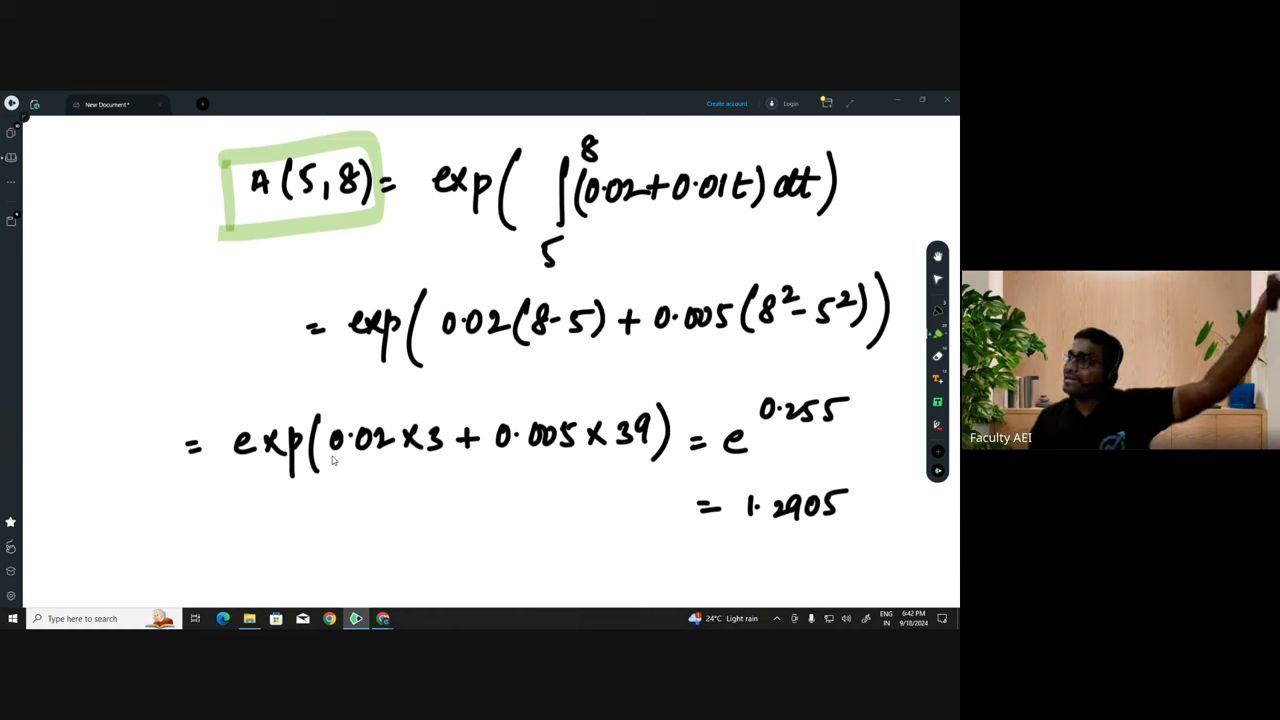 New Document*
Create account
Login
A(5,8) = exp( ∫₅⁸ (0.02+0.01t) dt )
= exp( 0.02(8-5) + 0.005(8² - 5²) )
= exp( 0.02×3 + 0.005×39 ) = e^0.255
= 1.2905
Faculty AEI
Type here to search
24°C Light rain
ENG
IN
6:42 PM
9/18/2024